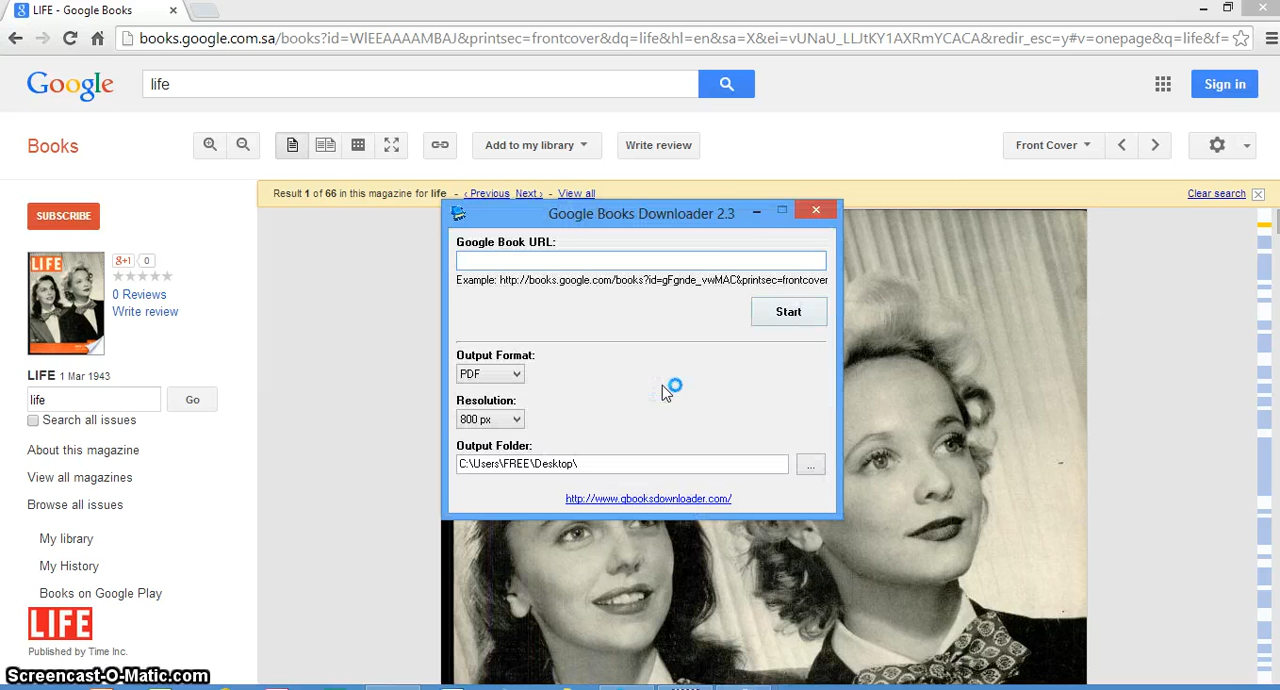 LIFE - Google Books
books.google.com.sa/books?id=WlEEAAAAMBAJ&printsec=frontcover&dq=life&hl=en&sa=X&ei=vUNaU_LLJtKY1AXRmYCACA&redir_esc=y#v=onepage&q=life&f=
Google
life
Sign in
Books
Add to my library
Write review
Front Cover
Result 1 of 66 in this magazine for life - ‹ Previous Next › - View all
Clear search
SUBSCRIBE
LIFE
g+1 0
0 Reviews
Write review
LIFE 1 Mar 1943
life
Go
Search all issues
About this magazine
View all magazines
Browse all issues
My library
My History
Books on Google Play
LIFE
Published by Time Inc.
Google Books Downloader 2.3
Google Book URL:
Example: http://books.google.com/books?id=gFgnde_vwMAC&printsec=frontcover
Start
Output Format:
PDF
Resolution:
800 px
Output Folder:
C:\Users\FREE\Desktop\
...
http://www.gbooksdownloader.com/
Screencast-O-Matic.com